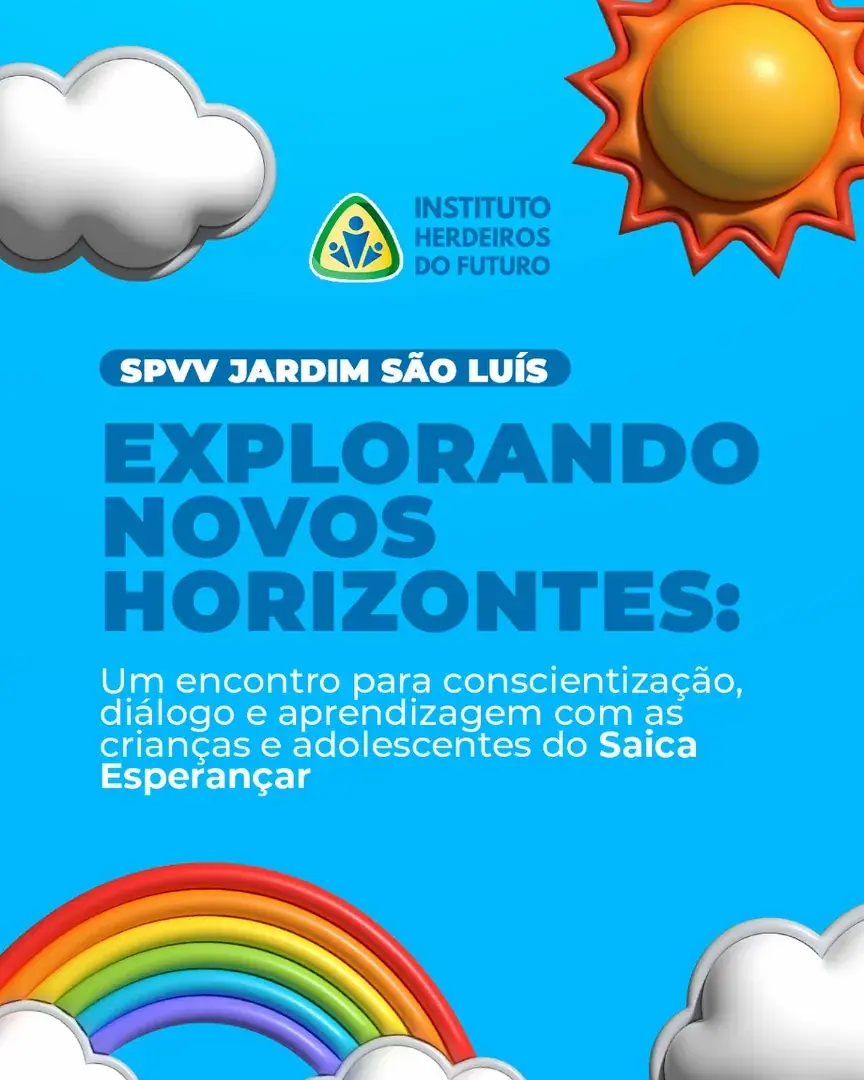 INSTITUTO
HERDEIROS
DO FUTURO
SPVV JARDIM SÃO LUÍS
EXPLORANDO
NOVOS
HORIZONTES:
Um encontro para conscientização,
diálogo e aprendizagem com as
crianças e adolescentes do Saica
Esperançar